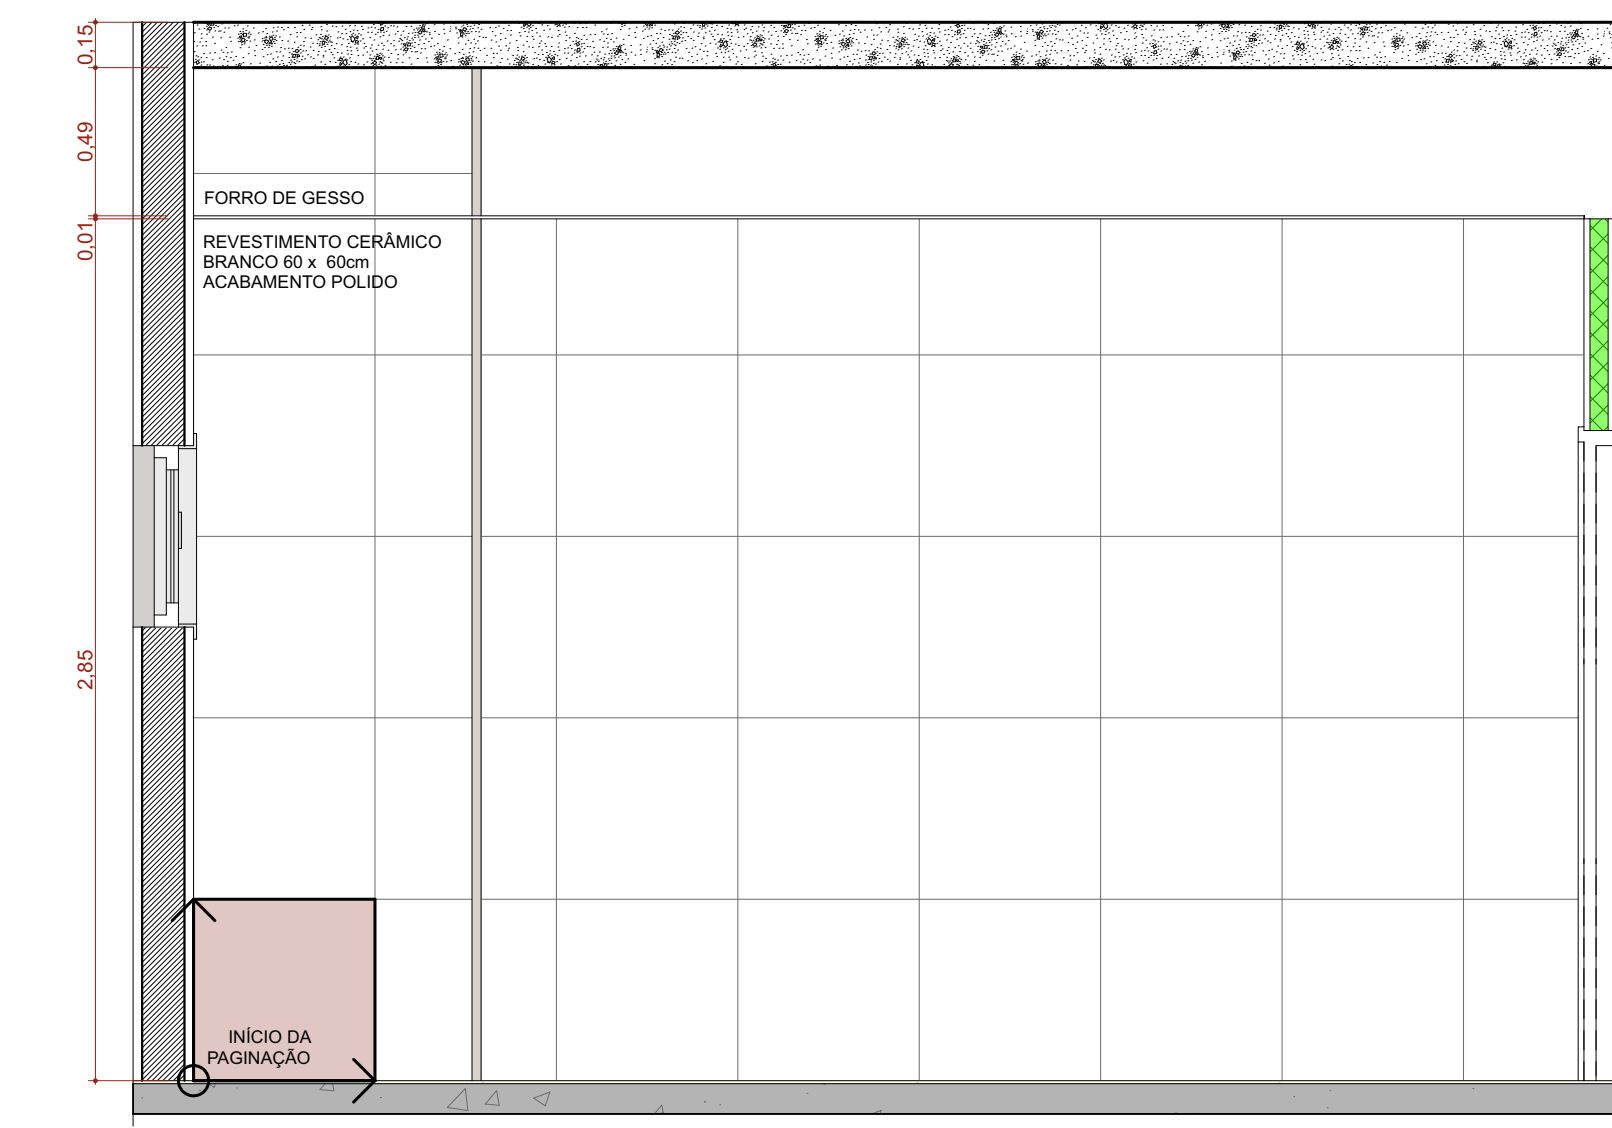 0,15
0,49
FORRO DE GESSO
0,01
REVESTIMENTO CERÂMICO
BRANCO 60 x  60cm
ACABAMENTO POLIDO
2,85
INÍCIO DA
PAGINAÇÃO